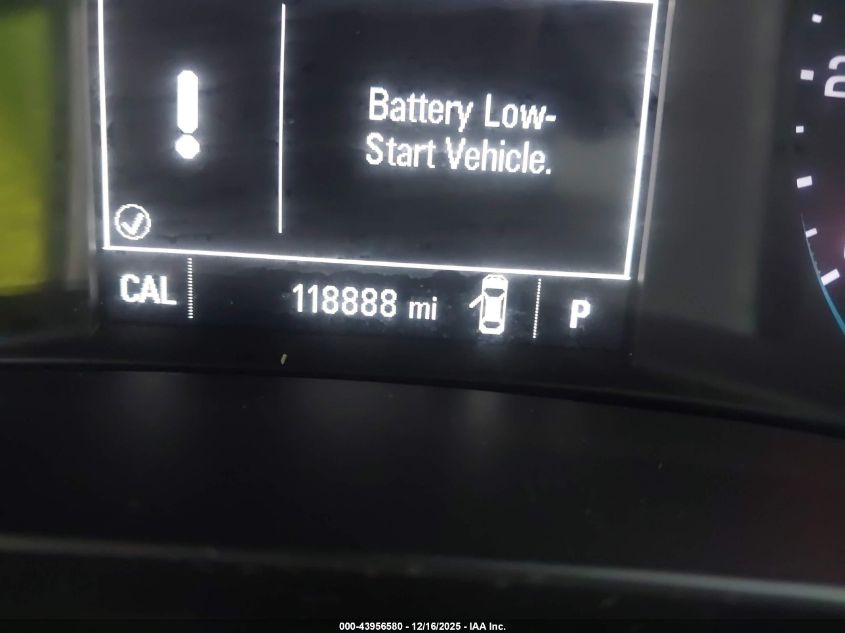 Battery Low-
Start Vehicle.
CAL 118888 mi P
000-43956580 - 12/16/2025 - IAA Inc.